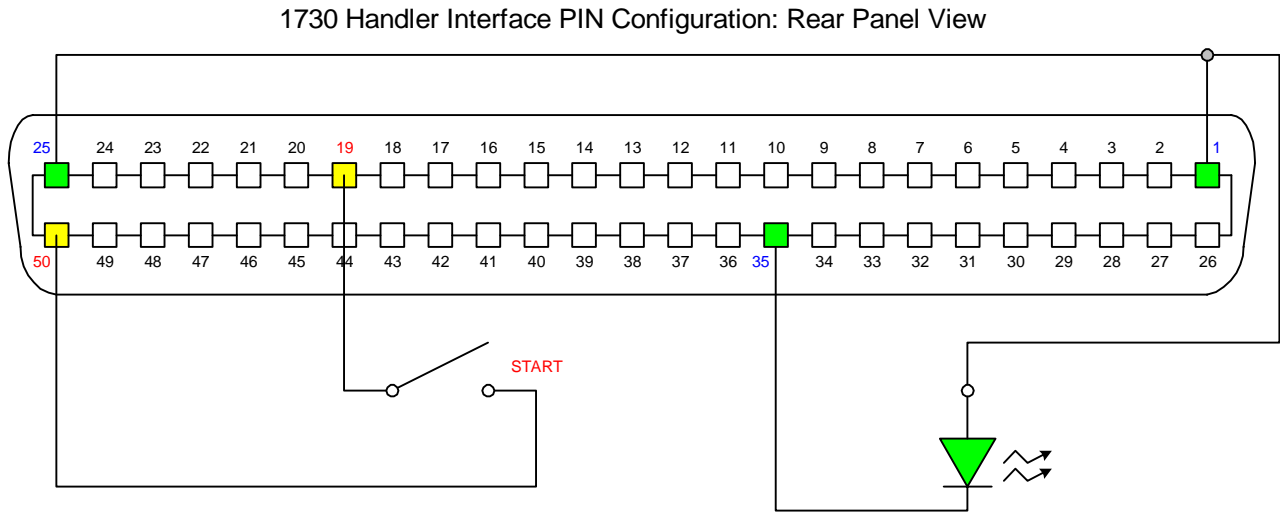 1730 Handler Interface PIN Configuration: Rear Panel View
25 24 23 22 21 20 19 18 17 16 15 14 13 12 11 10 9 8 7 6 5 4 3 2 1
50 49 48 47 46 45 44 43 42 41 40 39 38 37 36 35 34 33 32 31 30 29 28 27 26
START